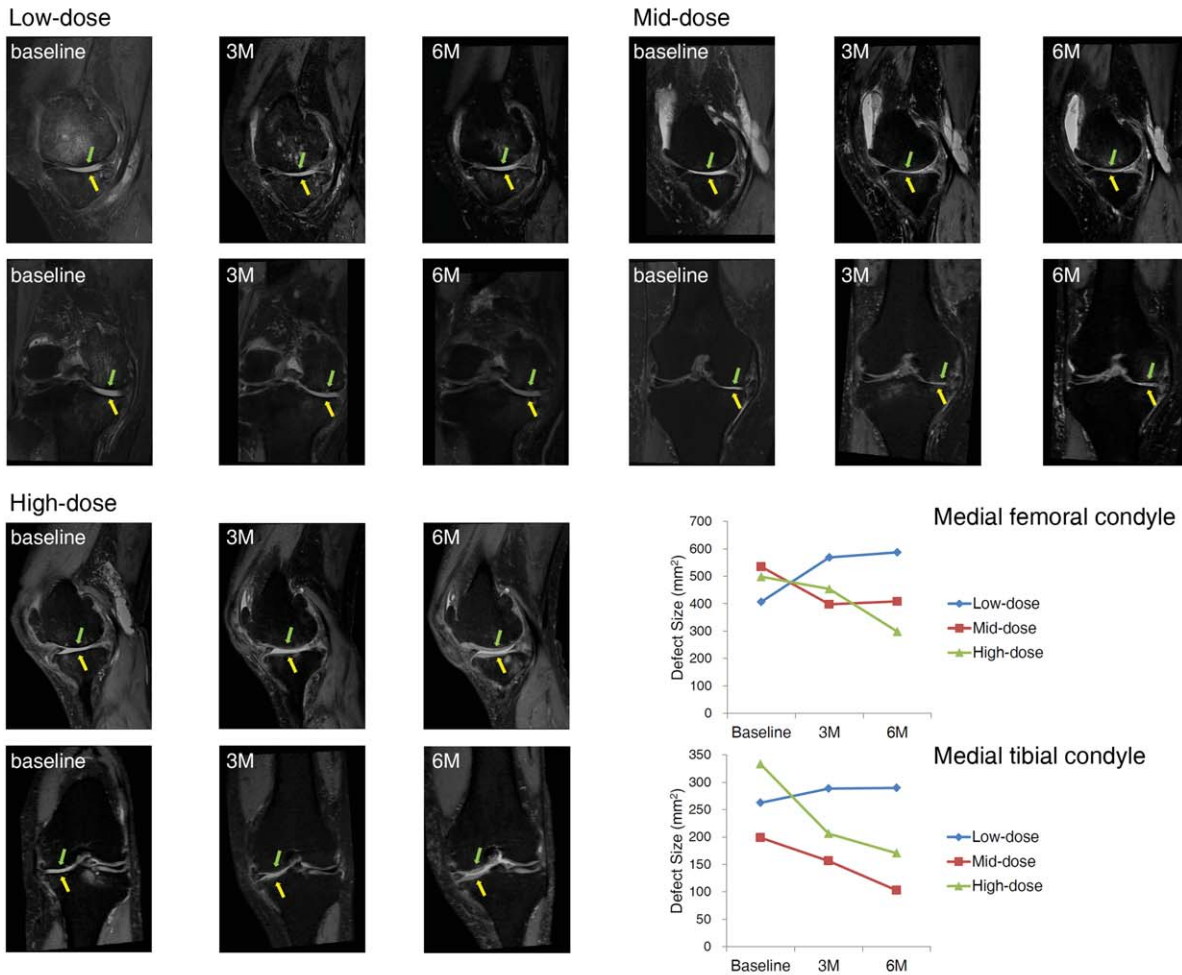 Low-dose
baseline
3M
6M
baseline
3M
6M
Mid-dose
baseline
3M
6M
baseline
3M
6M
High-dose
baseline
3M
6M
baseline
3M
6M
Medial femoral condyle
Defect Size (mm²)
700
600
500
400
300
200
100
0
Baseline 3M 6M
Low-dose
Mid-dose
High-dose
Medial tibial condyle
Defect Size (mm²)
350
300
250
200
150
100
50
0
Baseline 3M 6M
Low-dose
Mid-dose
High-dose